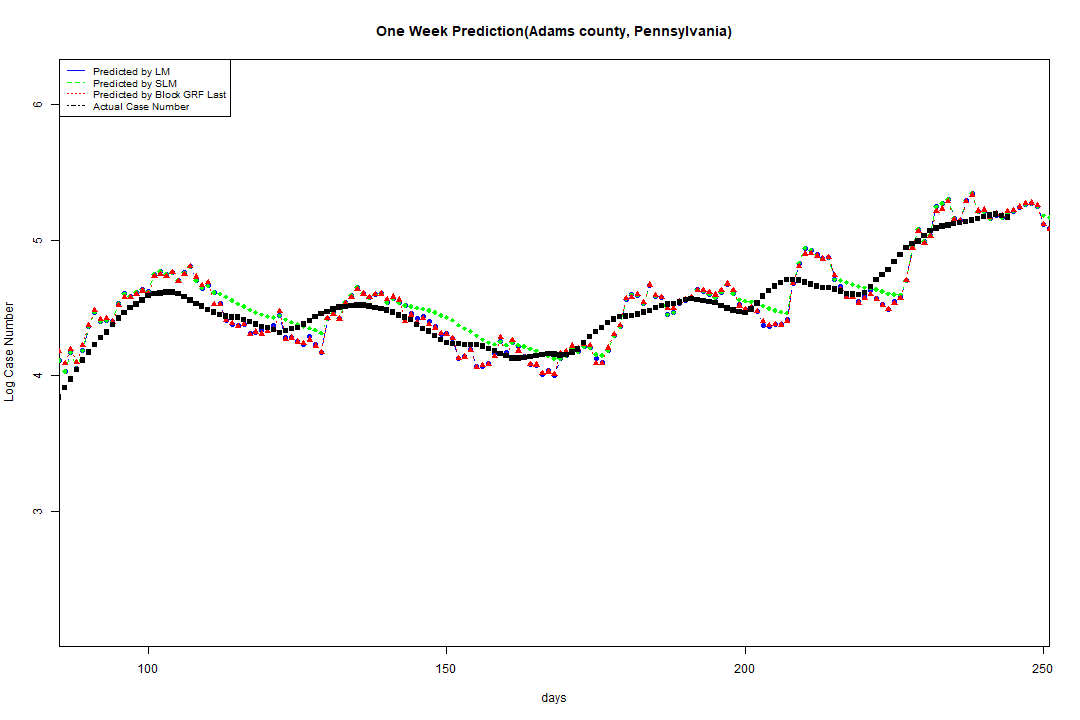 One Week Prediction(Adams county, Pennsylvania)
Predicted by LM
Predicted by SLM
Predicted by Block GRF Last
Actual Case Number
6
5
4
3
Log Case Number
100
150
200
250
days